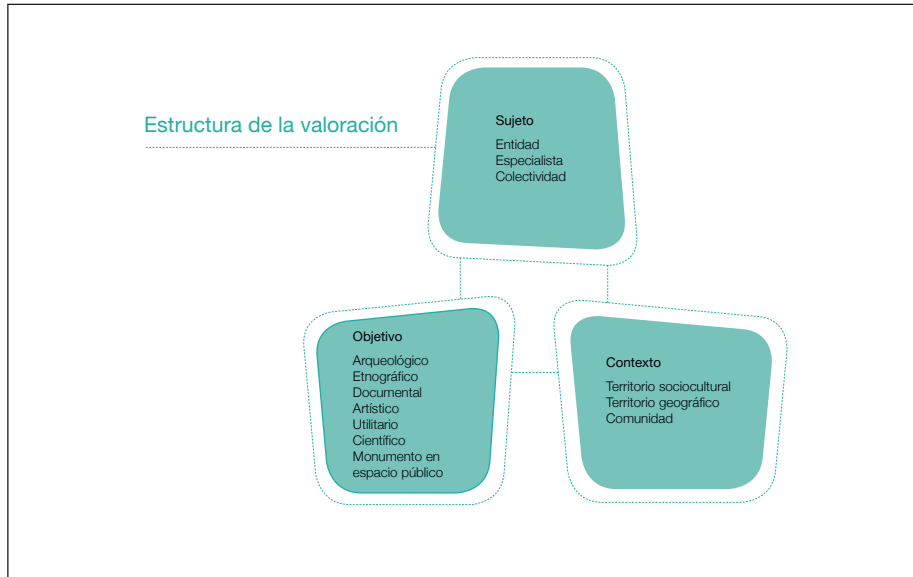 Estructura de la valoración
Sujeto
Entidad
Especialista
Colectividad
Objetivo
Arqueológico
Etnográfico
Documental
Artístico
Utilitario
Científico
Monumento en
espacio público
Contexto
Territorio sociocultural
Territorio geográfico
Comunidad